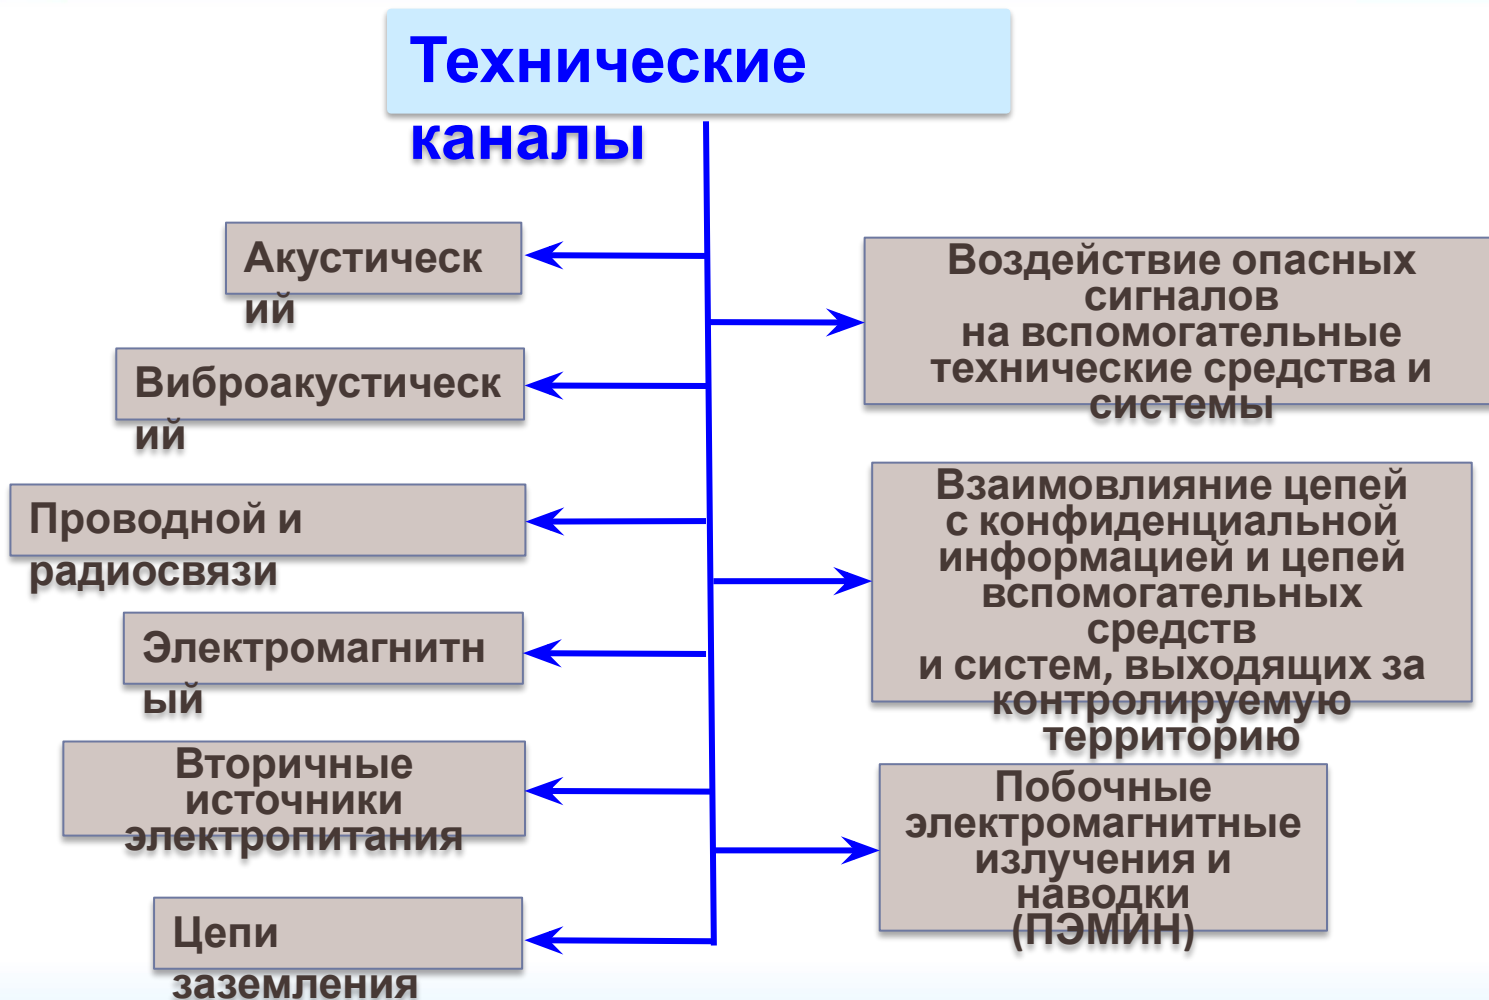 Технические
каналы
Акустическ
ий
Виброакустическ
ий
Проводной и
радиосвязи
Электромагнитн
ый
Вторичные
источники
электропитания
Цепи
заземления
Воздействие опасных
сигналов
на вспомогательные
технические средства и
системы
Взаимовлияние цепей
с конфиденциальной
информацией и цепей
вспомогательных
средств
и систем, выходящих за
контролируемую
территорию
Побочные
электромагнитные
излучения и
наводки
(ПЭМИН)